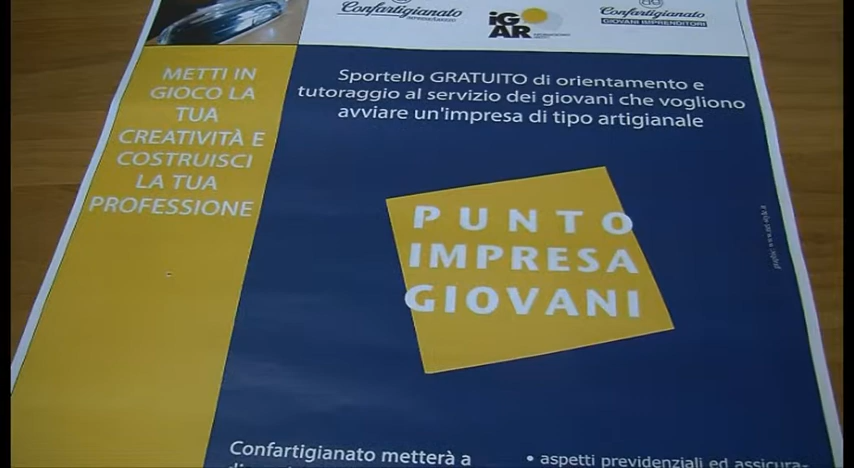 Confartigianato
iGAR
Confartigianato
GIOVANI IMPRENDITORI
METTI IN
GIOCO LA
TUA
CREATIVITÀ E
COSTRUISCI
LA TUA
PROFESSIONE
Sportello GRATUITO di orientamento e
tutoraggio al servizio dei giovani che vogliono
avviare un'impresa di tipo artigianale
PUNTO
IMPRESA
GIOVANI
Confartigianato metterà a
• aspetti previdenziali ed assicura-